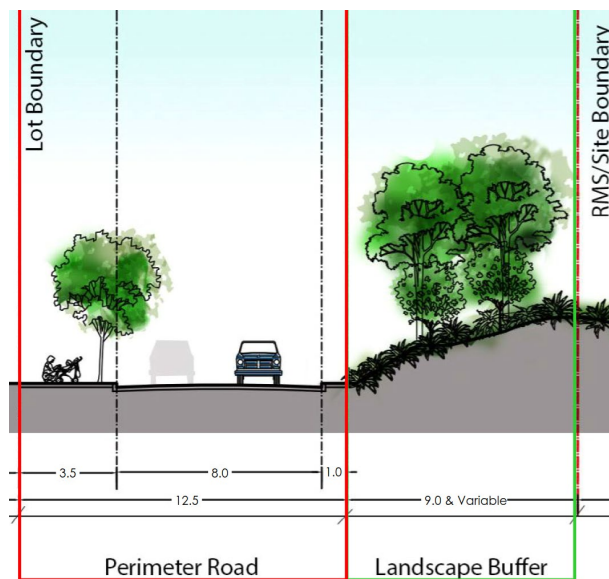 Lot Boundary
RMS/Site Boundary
3.5
8.0
1.0
12.5
9.0 & Variable
Perimeter Road
Landscape Buffer